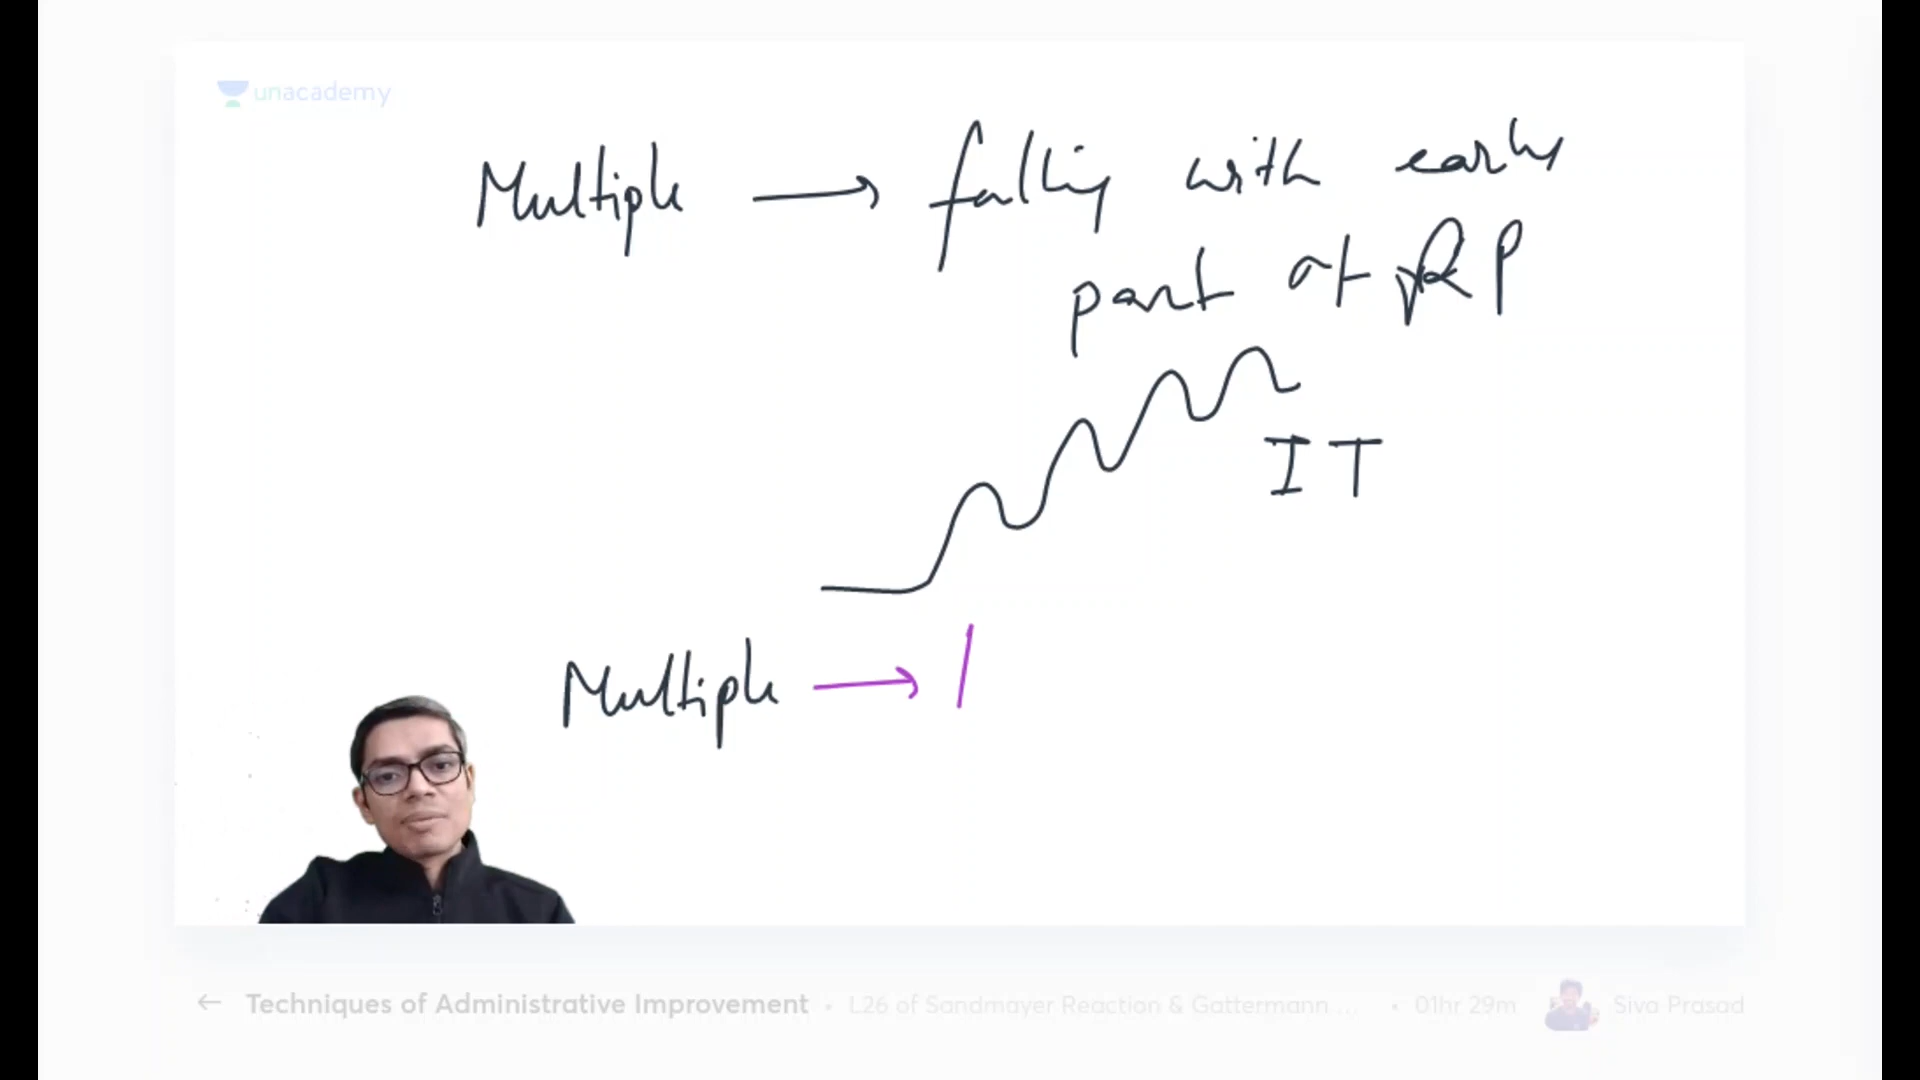 unacademy
Multiple → falling with early
part of RP
IT
Multiple →
← Techniques of Administrative Improvement • L26 of Sandmayer Reaction & Gattermann ... • 01hr 29m Siva Prasad